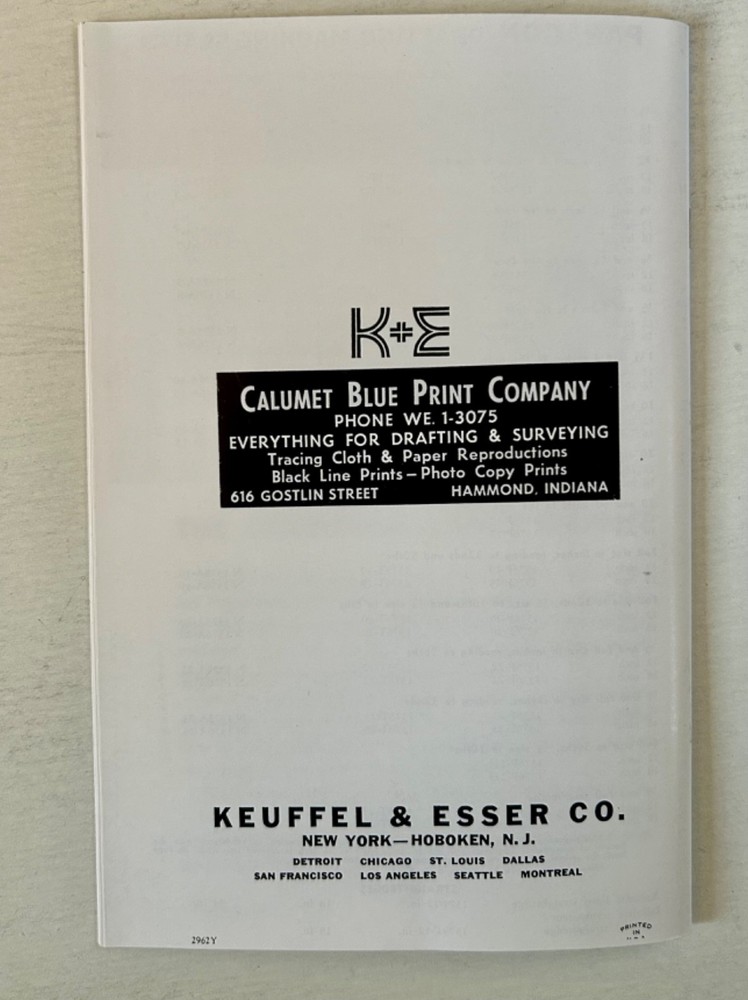 K+E
CALUMET BLUE PRINT COMPANY
PHONE WE. 1-3075
EVERYTHING FOR DRAFTING & SURVEYING
Tracing Cloth & Paper Reproductions
Black Line Prints – Photo Copy Prints
616 GOSTLIN STREET HAMMOND, INDIANA
KEUFFEL & ESSER CO.
NEW YORK—HOBOKEN, N. J.
DETROIT CHICAGO ST. LOUIS DALLAS
SAN FRANCISCO LOS ANGELES SEATTLE MONTREAL
2962Y
PRINTED
IN